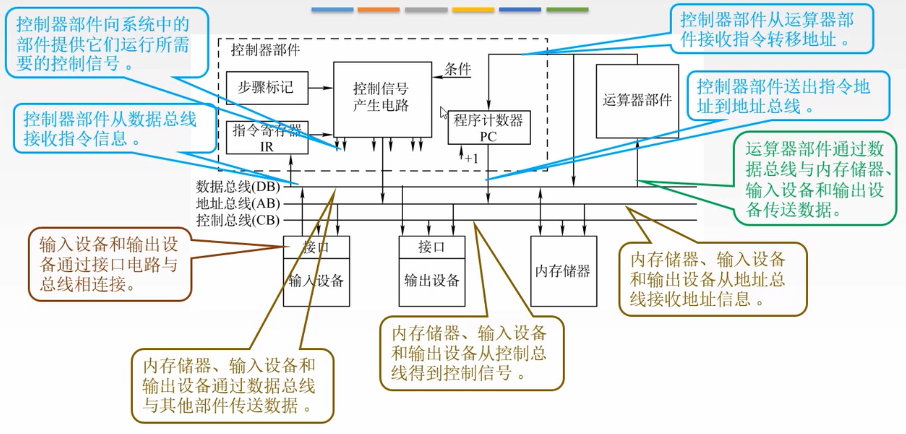 控制器部件向系统中的
部件提供它们运行所需
要的控制信号。
控制器部件从运算器部
件接收指令转移地址。
控制器部件
步骤标记
控制信号
产生电路
条件
运算器部件
控制器部件送出指令地
址到地址总线。
控制器部件从数据总线
接收指令信息。
指令寄存器
IR
程序计数器
PC
+1
运算器部件通过数
据总线与内存储器、
输入设备和输出设
备传送数据。
数据总线(DB)
地址总线(AB)
控制总线(CB)
输入设备和输出设
备通过接口电路与
总线相连接。
接口
输入设备
接口
输出设备
内存储器
内存储器、输入设备
和输出设备从地址总
线接收地址信息。
内存储器、输入设备
和输出设备从控制总
线得到控制信号。
内存储器、输入设备和
输出设备通过数据总线
与其他部件传送数据。